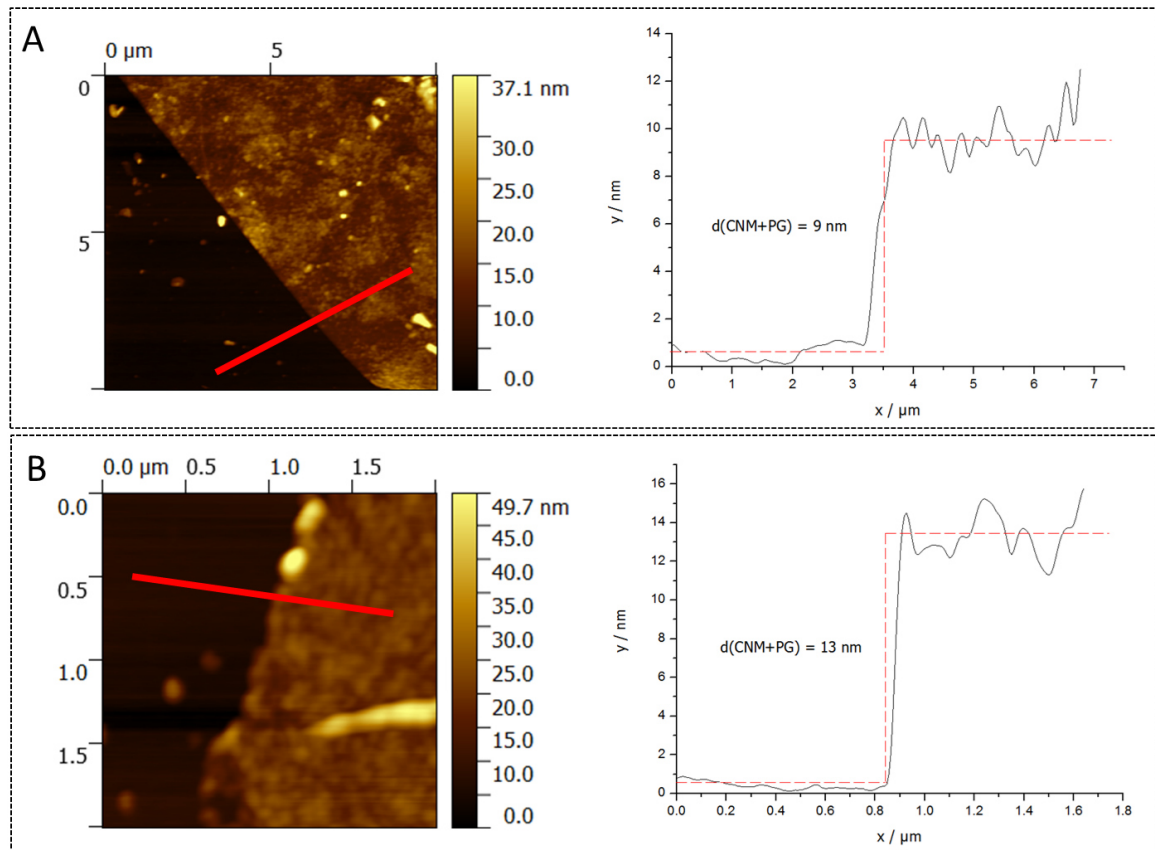 A
0 µm 5
0
5
37.1 nm
30.0
25.0
20.0
15.0
10.0
0.0
14
12
10
8
6
4
2
0
y / nm
d(CNM+PG) = 9 nm
0 1 2 3 4 5 6 7
x / µm
B
0.0 µm 0.5 1.0 1.5
0.0
0.5
1.0
1.5
49.7 nm
45.0
40.0
35.0
30.0
25.0
20.0
15.0
10.0
0.0
16
14
12
10
8
6
4
2
0
y / nm
d(CNM+PG) = 13 nm
0.0 0.2 0.4 0.6 0.8 1.0 1.2 1.4 1.6 1.8
x / µm